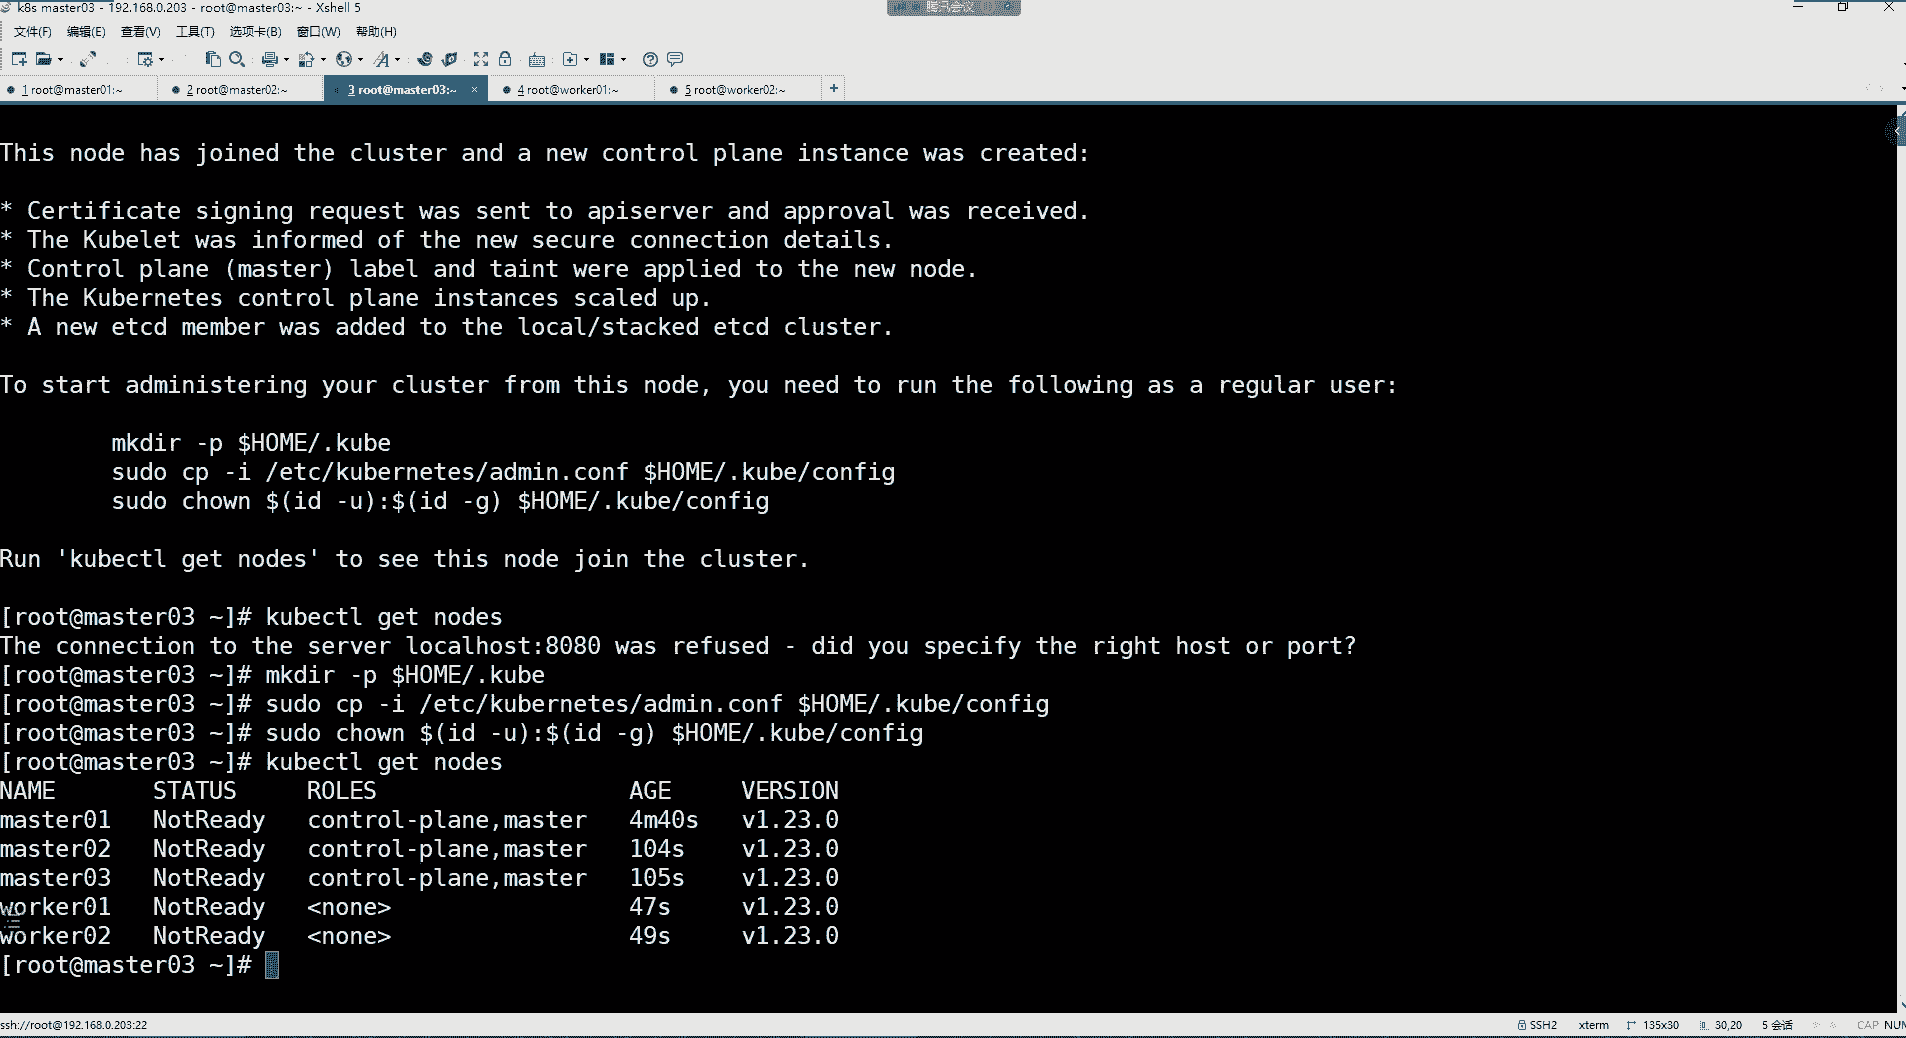 k8s master03 - 192.168.0.203 - root@master03:~ - Xshell 5
腾讯会议
文件(F) 编辑(E) 查看(V) 工具(T) 选项卡(B) 窗口(W) 帮助(H)
1 root@master01:~ 2 root@master02:~ 3 root@master03:~ × 4 root@worker01:~ 5 root@worker02:~ +
This node has joined the cluster and a new control plane instance was created:
* Certificate signing request was sent to apiserver and approval was received.
* The Kubelet was informed of the new secure connection details.
* Control plane (master) label and taint were applied to the new node.
* The Kubernetes control plane instances scaled up.
* A new etcd member was added to the local/stacked etcd cluster.
To start administering your cluster from this node, you need to run the following as a regular user:
mkdir -p $HOME/.kube
sudo cp -i /etc/kubernetes/admin.conf $HOME/.kube/config
sudo chown $(id -u):$(id -g) $HOME/.kube/config
Run 'kubectl get nodes' to see this node join the cluster.
[root@master03 ~]# kubectl get nodes
The connection to the server localhost:8080 was refused - did you specify the right host or port?
[root@master03 ~]# mkdir -p $HOME/.kube
[root@master03 ~]# sudo cp -i /etc/kubernetes/admin.conf $HOME/.kube/config
[root@master03 ~]# sudo chown $(id -u):$(id -g) $HOME/.kube/config
[root@master03 ~]# kubectl get nodes
NAME STATUS ROLES AGE VERSION
master01 NotReady control-plane,master 4m40s v1.23.0
master02 NotReady control-plane,master 104s v1.23.0
master03 NotReady control-plane,master 105s v1.23.0
worker01 NotReady <none> 47s v1.23.0
worker02 NotReady <none> 49s v1.23.0
[root@master03 ~]#
ssh://root@192.168.0.203:22 SSH2 xterm 135x30 30,20 5 会话 CAP NUM